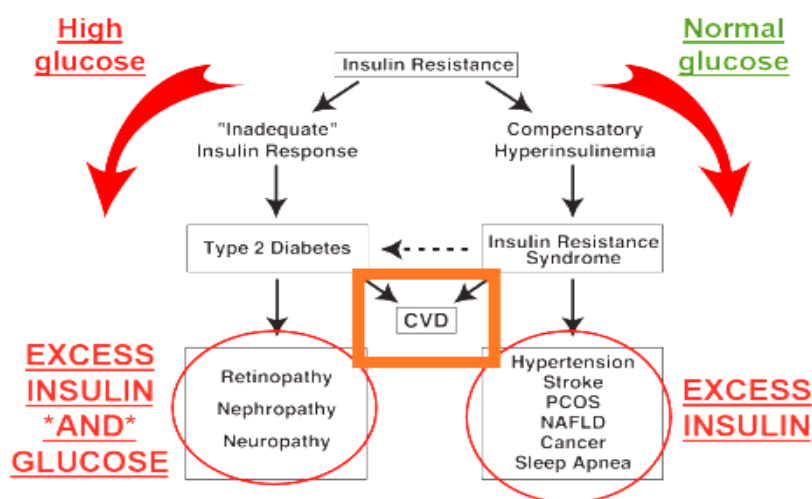 High
glucose
Normal
glucose
Insulin Resistance
"Inadequate"
Insulin Response
Compensatory
Hyperinsulinemia
Type 2 Diabetes
Insulin Resistance
Syndrome
CVD
EXCESS
INSULIN
*AND*
GLUCOSE
Retinopathy
Nephropathy
Neuropathy
Hypertension
Stroke
PCOS
NAFLD
Cancer
Sleep Apnea
EXCESS
INSULIN